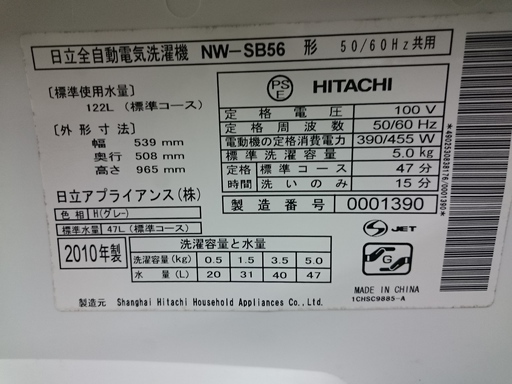 日立全自動電気洗濯機 NW-SB56 形 50/60Hz共用
[標準使用水量]
122L (標準コース)
[外形寸法]
幅 539 mm
奥行 508 mm
高さ 965 mm
日立アプライアンス(株)
色相 H(グレー)
標準水量 47L (標準コース)
2010年製
PS
E
HITACHI
定格電圧 100 V
定格周波数 50/60 Hz
電動機の定格消費電力 390/455 W
標準洗濯容量 5.0kg
定格時間 標準コース 47分
洗いのみ 15分
製造番号 0001390
洗濯容量と水量
洗濯容量(kg) 0.5 1.5 3.5 5.0
水量(L) 20 31 40 47
S JET
G
MADE IN CHINA
1CHSC9885-A
製造元 Shanghai Hitachi Household Appliances Co.,Ltd.